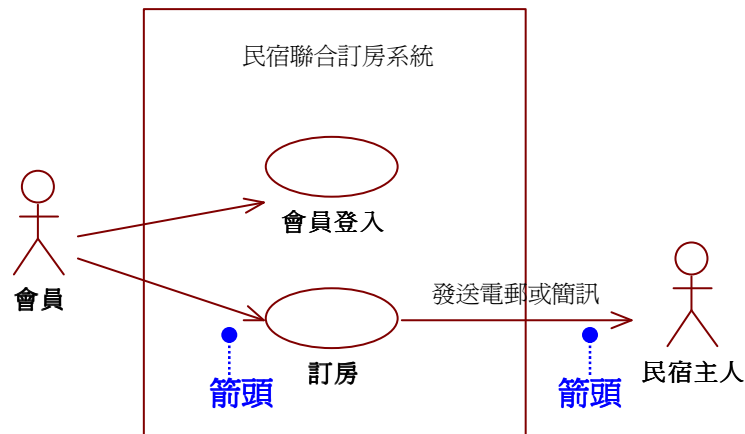 民宿聯合訂房系統
會員登入
會員
發送電郵或簡訊
訂房
民宿主人
箭頭
箭頭